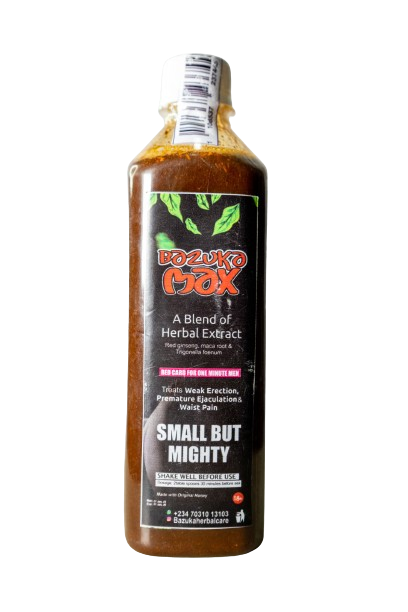 BAZUKA
MAX
A Blend of
Herbal Extract
Red ginseng, maca root &
Trigonella foenum
RED CARD FOR ONE MINUTE MEN
Treats Weak Erection,
Premature Ejaculation &
Waist Pain
SMALL BUT
MIGHTY
SHAKE WELL BEFORE USE
Made with Original Honey
18+
+234 70310 13103
Bazukaherbalcare